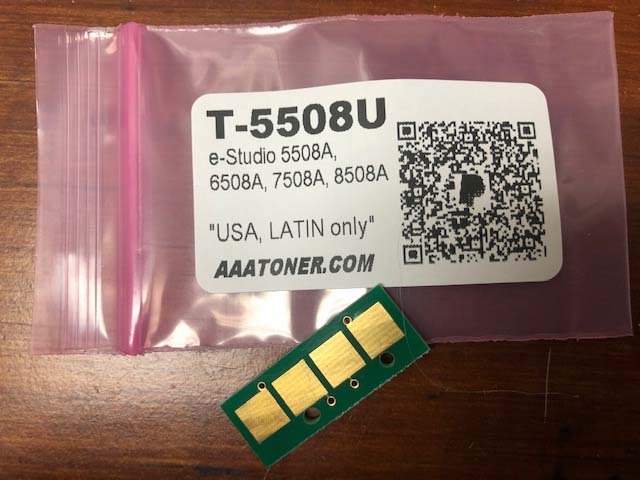 T-5508U
e-Studio 5508A,
6508A, 7508A, 8508A
"USA, LATIN only"
AAATONER.COM